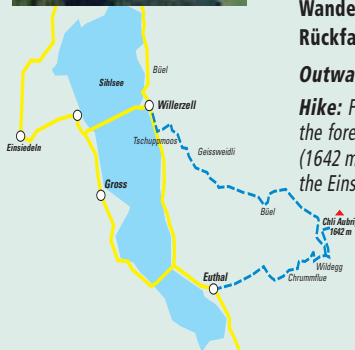 Wande
Rückfa
Outwa
Hike: F
the fore
(1642 m
the Eins
Sihlsee
Büel
Willerzell
Tschuppmoos
Geissweidli
Einsiedeln
Gross
Büel
Chli Aubri
1642 m
Wildegg
Euthal
Chrummflue